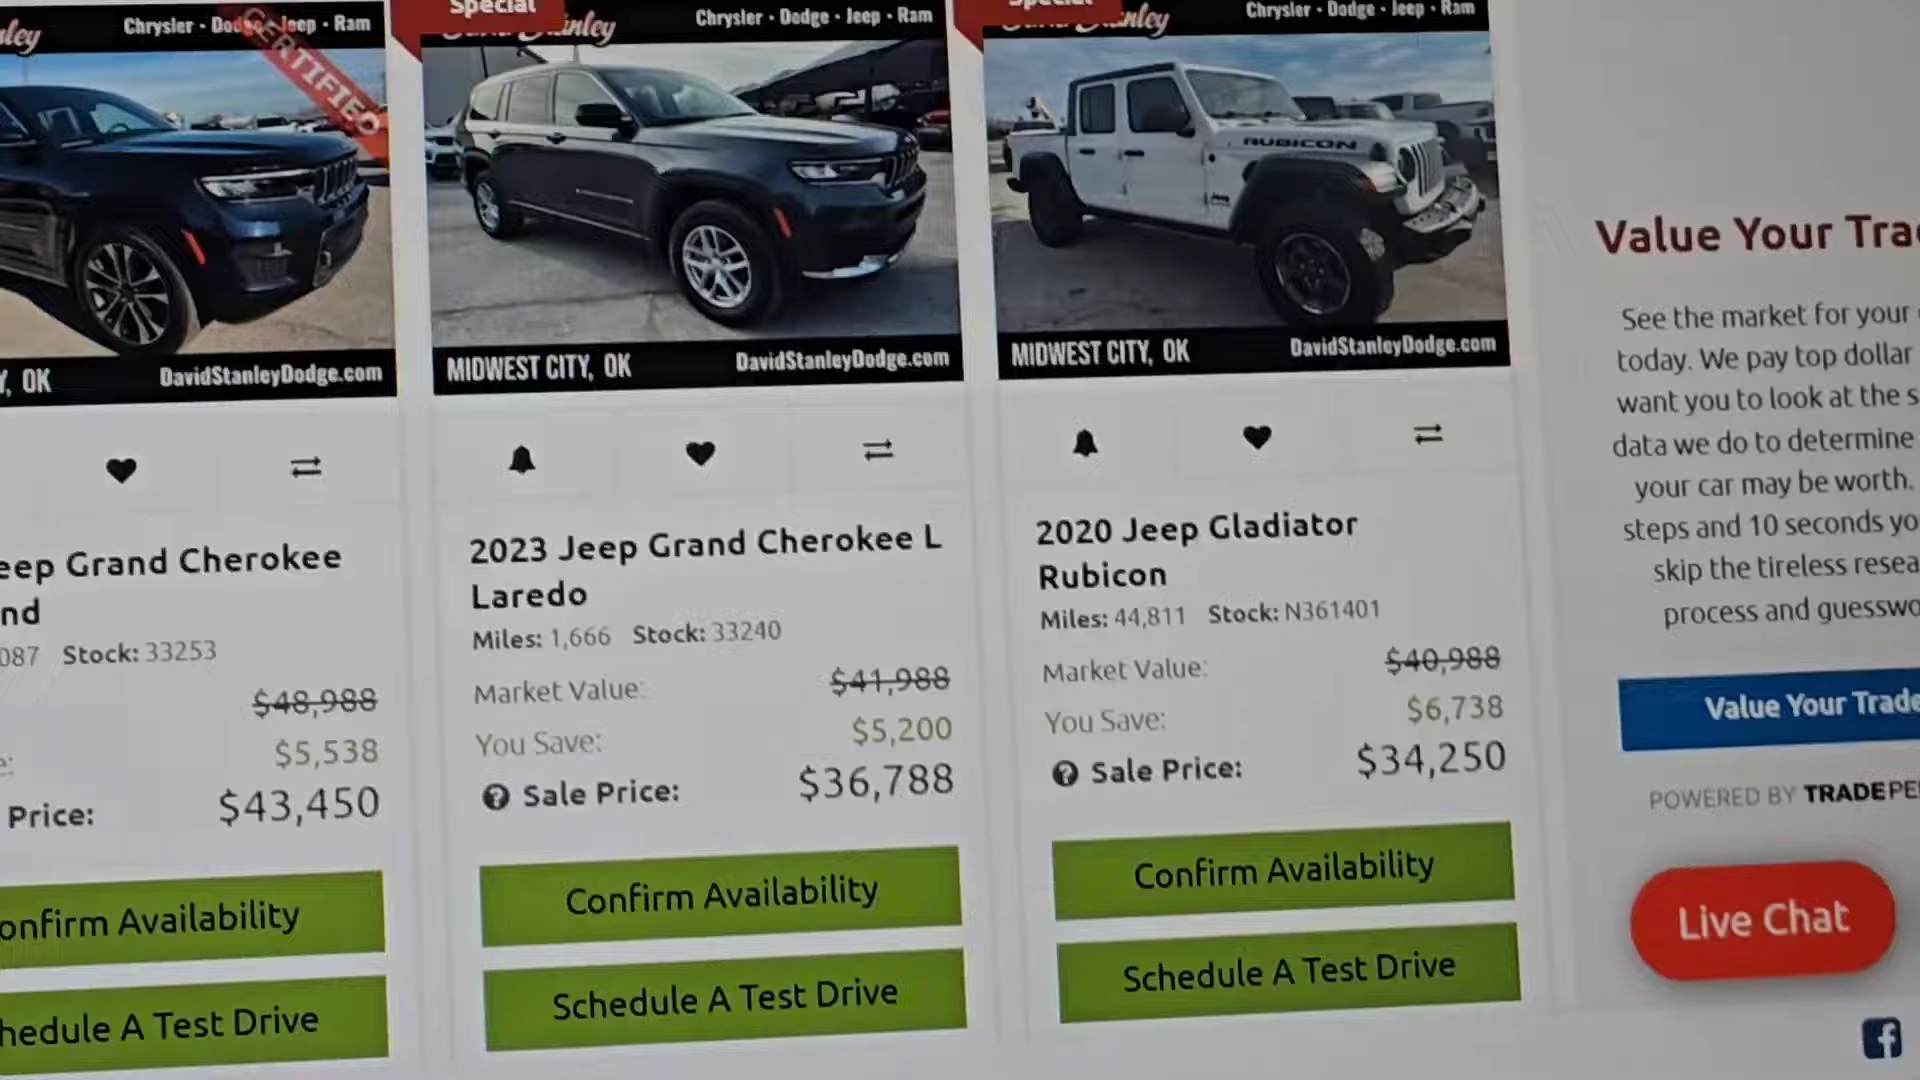 nley
Chrysler • Dodge • Jeep • Ram
CERTIFIED
Y, OK
DavidStanleyDodge.com
eep Grand Cherokee
nd
087 Stock: 33253
$48,988
e: $5,538
Price: $43,450
onfirm Availability
hedule A Test Drive
Special
Stanley
Chrysler • Dodge • Jeep • Ram
MIDWEST CITY, OK
DavidStanleyDodge.com
2023 Jeep Grand Cherokee L
Laredo
Miles: 1,666 Stock: 33240
Market Value: $41,988
You Save: $5,200
Sale Price: $36,788
Confirm Availability
Schedule A Test Drive
Special
Stanley
Chrysler • Dodge • Jeep • Ram
RUBICON
MIDWEST CITY, OK
DavidStanleyDodge.com
2020 Jeep Gladiator
Rubicon
Miles: 44,811 Stock: N361401
Market Value: $40,988
You Save: $6,738
Sale Price: $34,250
Confirm Availability
Schedule A Test Drive
Value Your Tra
See the market for your
today. We pay top dollar
want you to look at the s
data we do to determine
your car may be worth.
steps and 10 seconds yo
skip the tireless resea
process and guesswo
Value Your Trade
POWERED BY TRADEPE
Live Chat
f